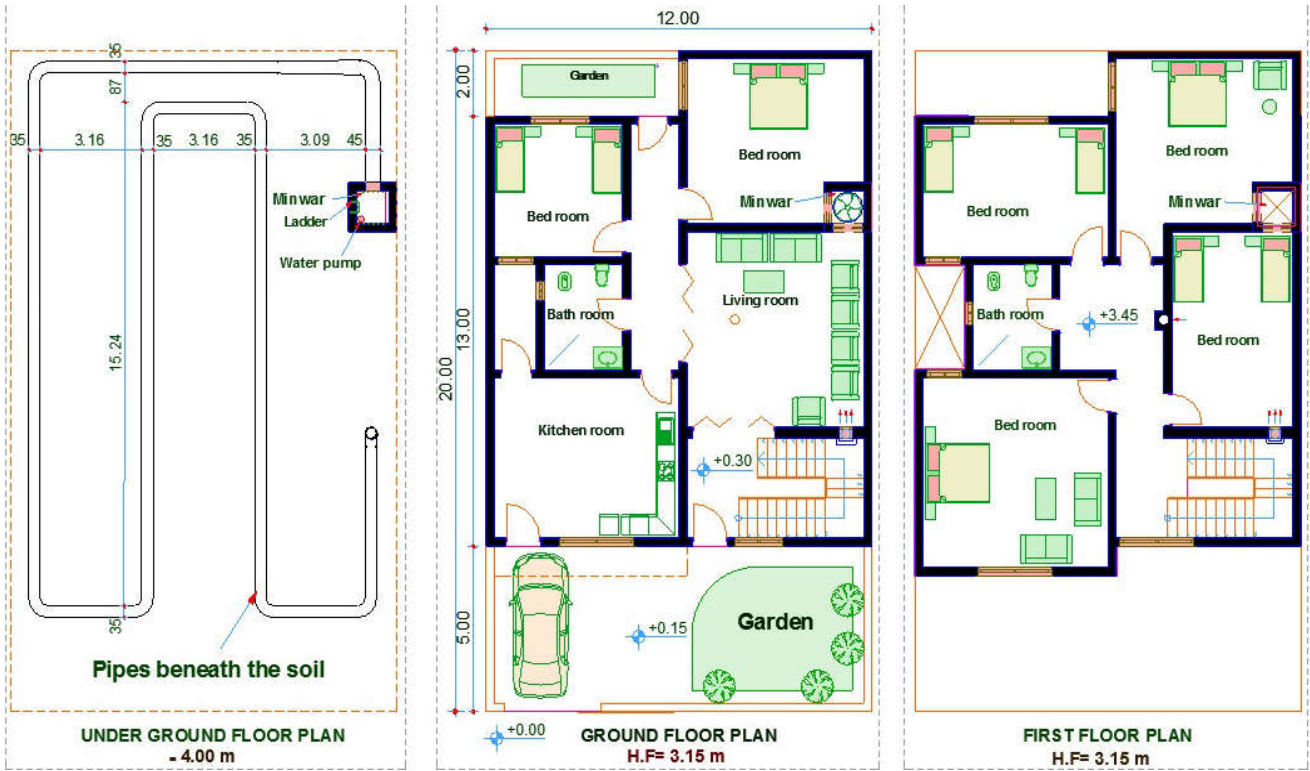 35
87
35
3.16
35
3.16
35
3.09
45
Min war
Ladder
Water pump
15.24
35
Pipes beneath the soil
UNDER GROUND FLOOR PLAN
- 4.00 m
12.00
2.00
13.00
20.00
5.00
Garden
Bed room
Min war
Bed room
Living room
Bath room
Kitchen room
+0.30
+0.15
Garden
+0.00
GROUND FLOOR PLAN
H.F= 3.15 m
Bed room
Bed room
Min war
Bath room
+3.45
Bed room
Bed room
FIRST FLOOR PLAN
H.F= 3.15 m